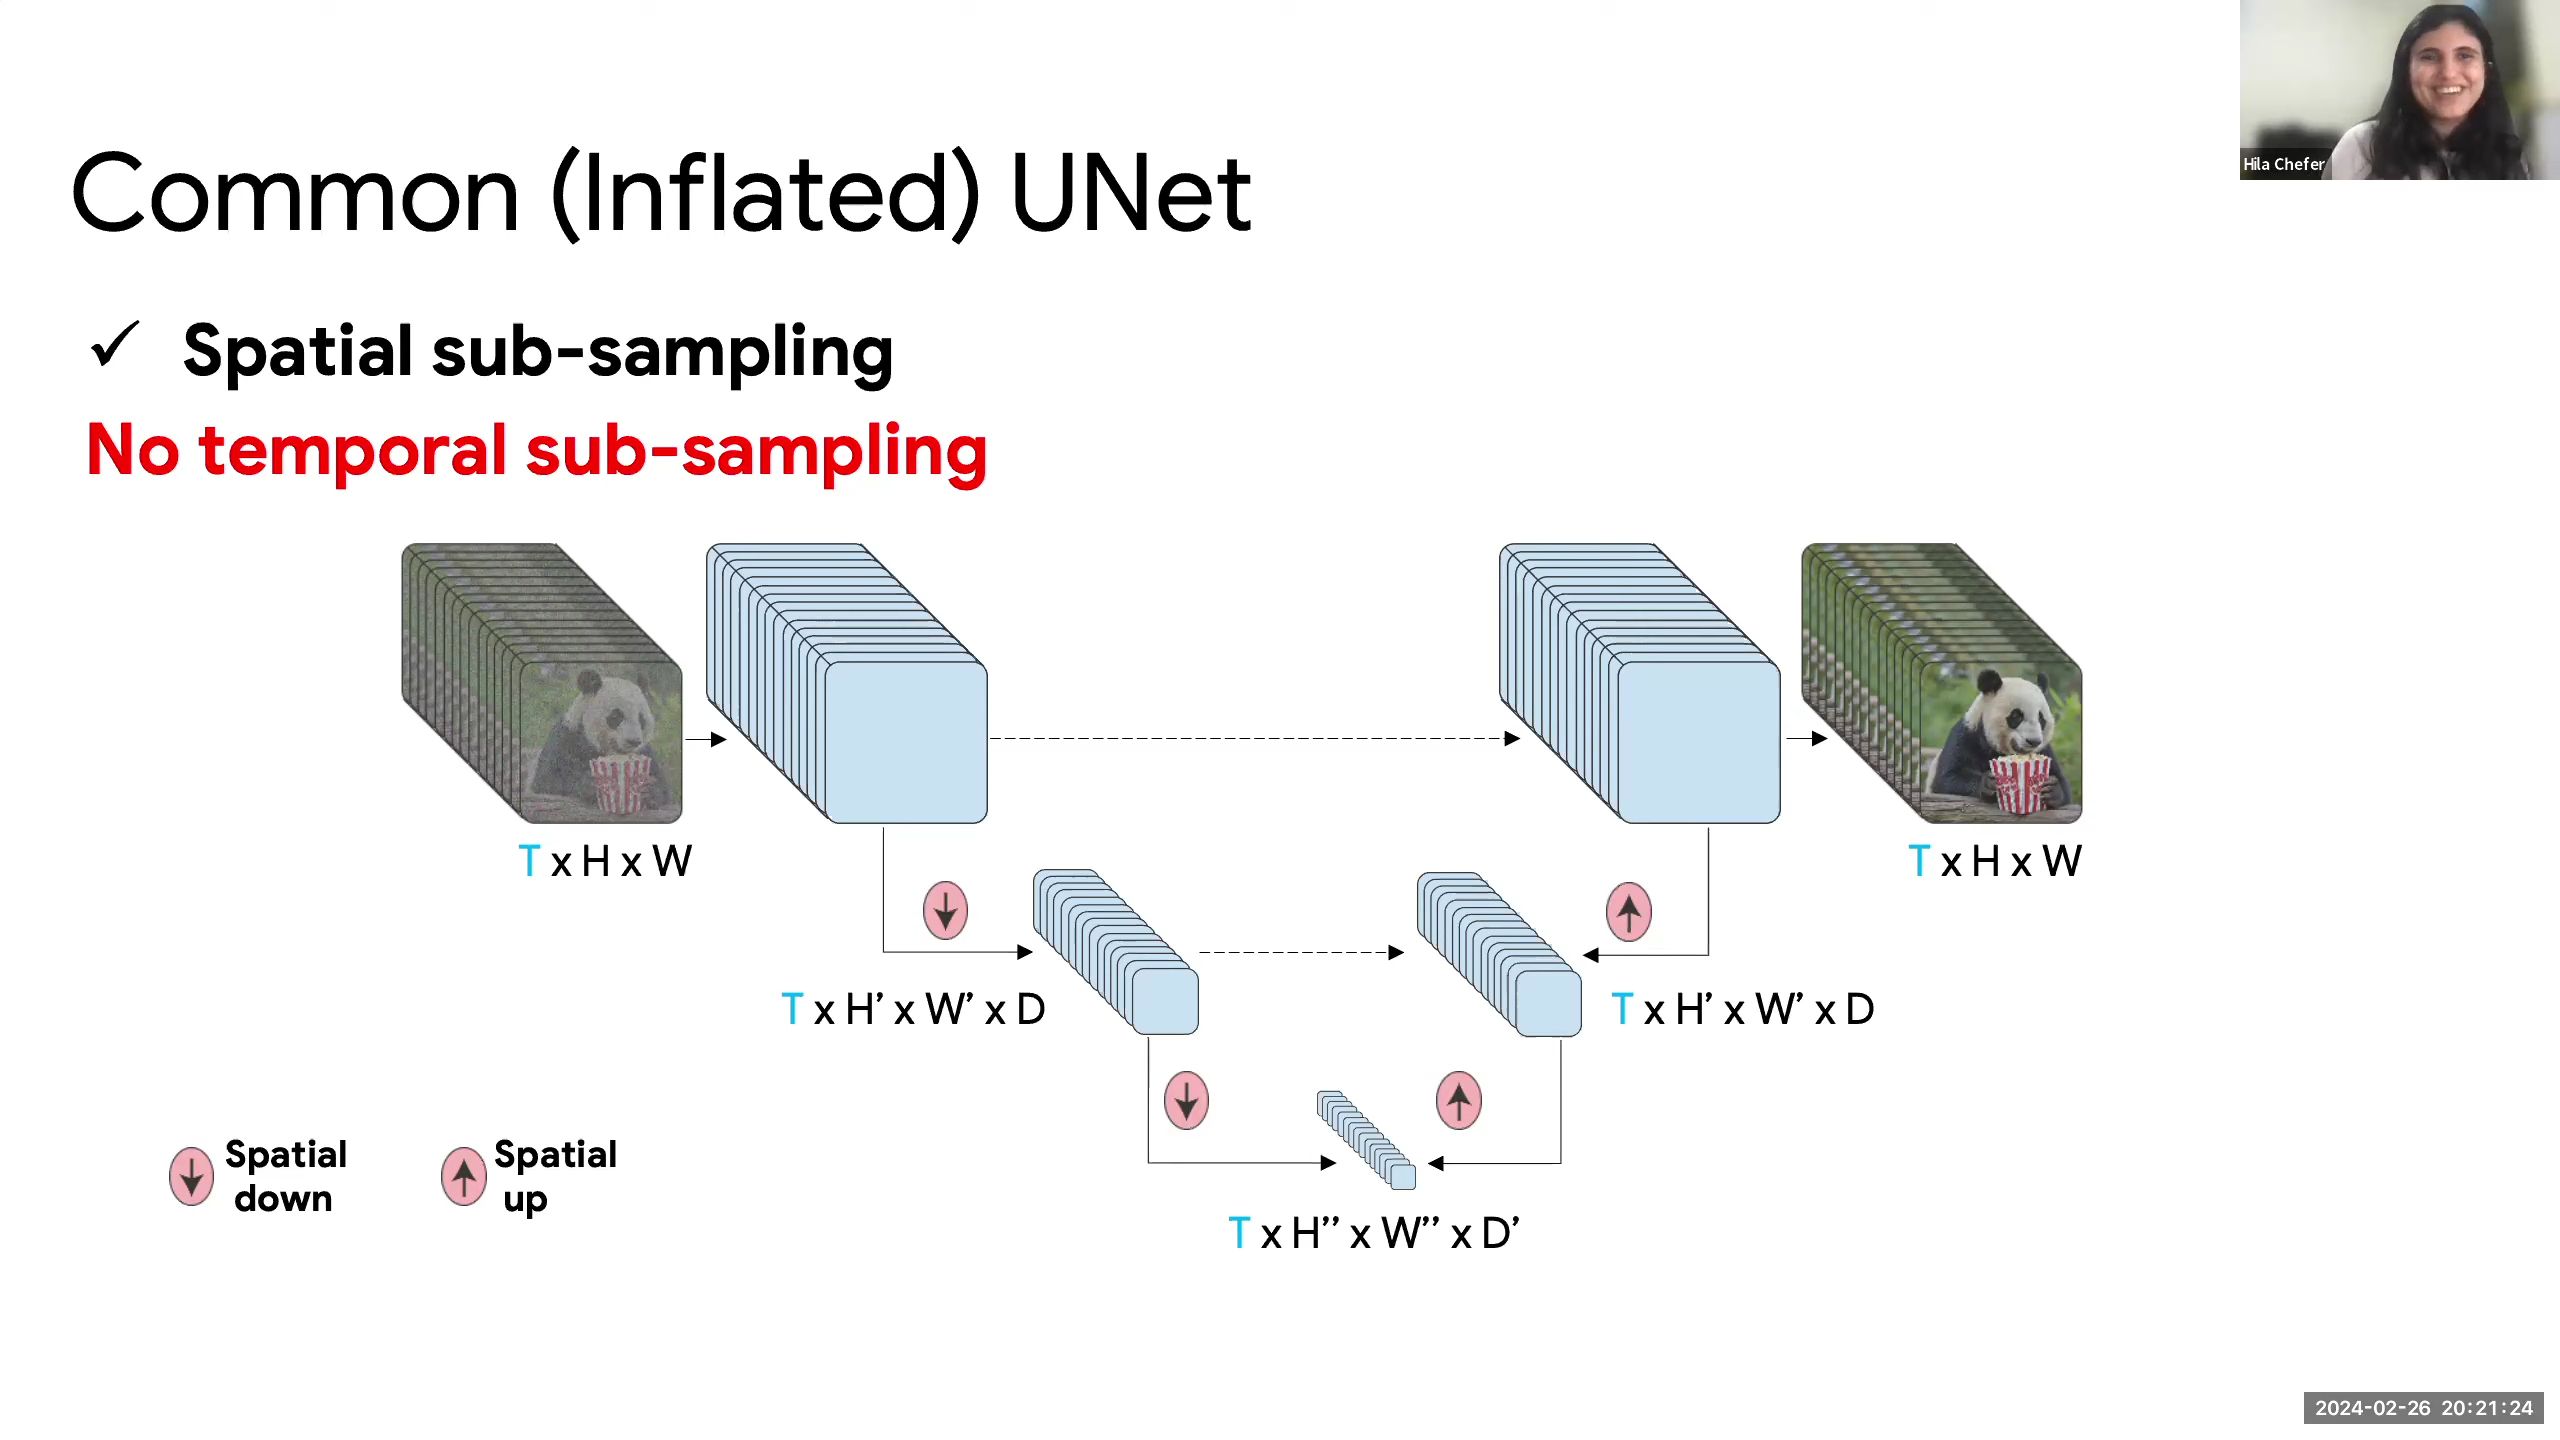 Hila Chefer
Common (Inflated) UNet
✓ Spatial sub-sampling
No temporal sub-sampling
T x H x W
T x H x W
T x H’ x W’ x D
T x H’ x W’ x D
T x H’’ x W’’ x D’
Spatial
down
Spatial
up
2024-02-26 20:21:24